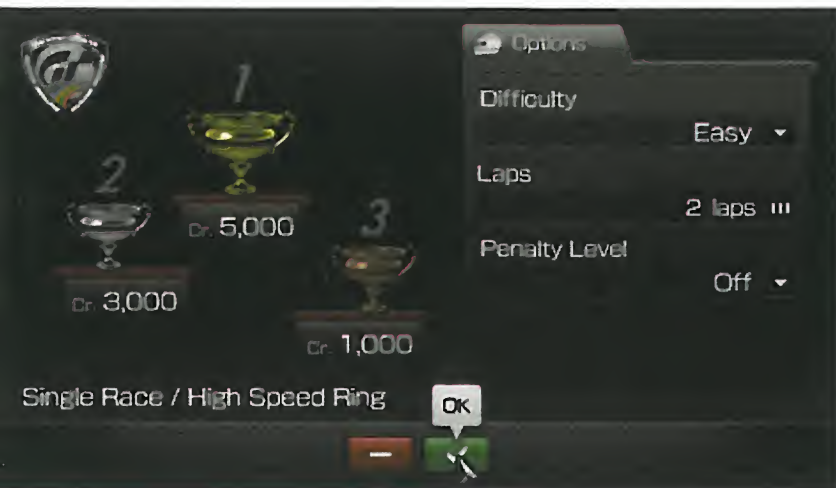 GT
Options
1
Difficulty
Easy
2
Laps
Cr. 5,000
3
2 laps
Penalty Level
Off
Cr. 3,000
Cr. 1,000
Single Race / High Speed Ring
OK